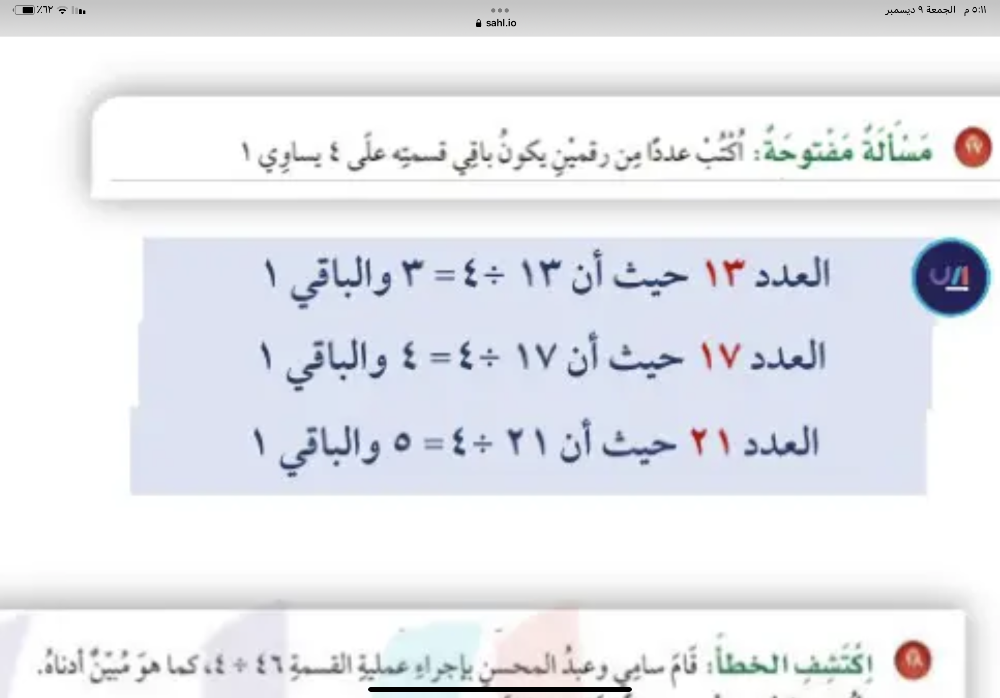 ٥:١١ م الجمعة ٩ ديسمبر
٪٦٢
sahl.io
١٧ مَسْأَلَةٌ مَفْتوحَةٌ: أَكْتُبْ عددًا مِن رقميْنِ يكونُ باقِي قسمتِه علَى ٤ يساوِي ١
العدد ١٣ حيث أن ١٣ ÷ ٤ = ٣ والباقي ١
العدد ١٧ حيث أن ١٧ ÷ ٤ = ٤ والباقي ١
العدد ٢١ حيث أن ٢١ ÷ ٤ = ٥ والباقي ١
١٨ اِكْتَشِفِ الخطأَ: قَامَ سامِي وعبدُ المحسنِ بإجراءِ عمليةِ القسمةِ ٤٦ ÷ ٤، كما هوَ مُبَيَّنٌ أدناهُ.